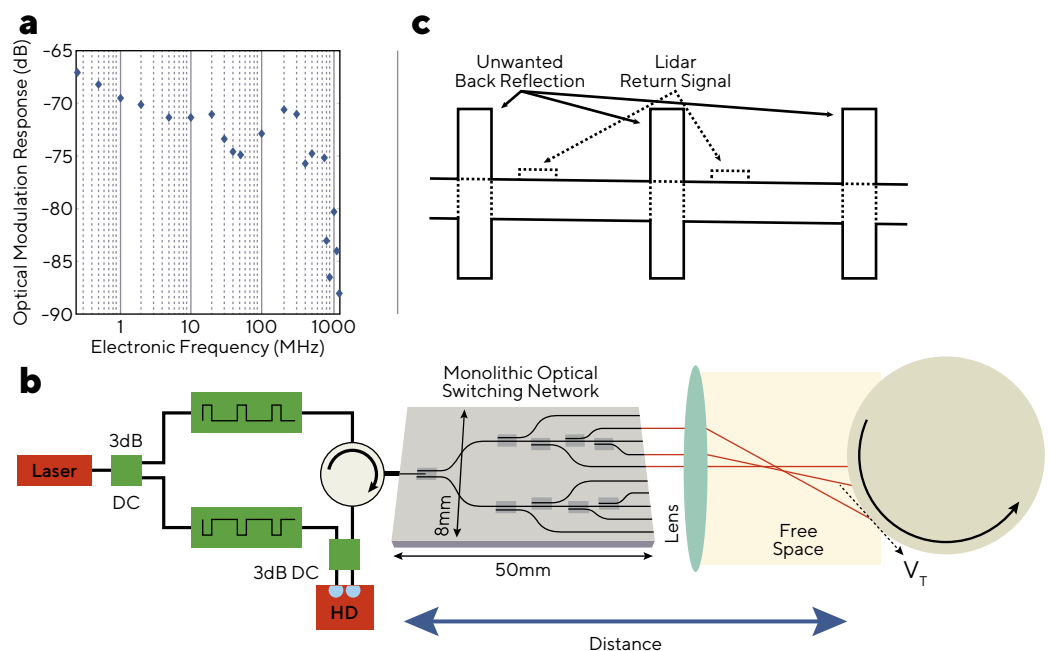 a
Optical Modulation Response (dB)
-65
-70
-75
-80
-85
-90
1
10
100
1000
Electronic Frequency (MHz)
c
Unwanted
Back Reflection
Lidar
Return Signal
b
Laser
3dB
DC
3dB DC
HD
Monolithic Optical
Switching Network
8mm
50mm
Lens
Free
Space
VT
Distance